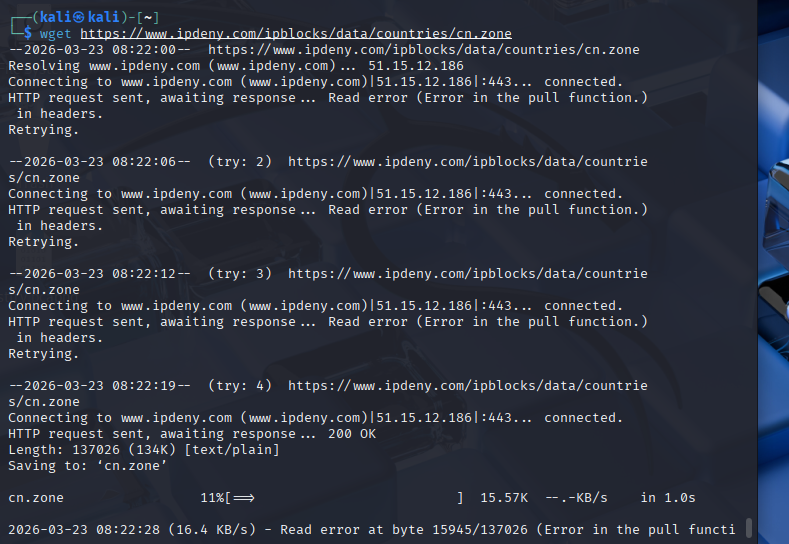 ┌──(kali㉿kali)-[~]
└─$ wget https://www.ipdeny.com/ipblocks/data/countries/cn.zone
--2026-03-23 08:22:00--  https://www.ipdeny.com/ipblocks/data/countries/cn.zone
Resolving www.ipdeny.com (www.ipdeny.com)... 51.15.12.186
Connecting to www.ipdeny.com (www.ipdeny.com)|51.15.12.186|:443... connected.
HTTP request sent, awaiting response... Read error (Error in the pull function.)
 in headers.
Retrying.

--2026-03-23 08:22:06--  (try: 2)  https://www.ipdeny.com/ipblocks/data/countrie
s/cn.zone
Connecting to www.ipdeny.com (www.ipdeny.com)|51.15.12.186|:443... connected.
HTTP request sent, awaiting response... Read error (Error in the pull function.)
 in headers.
Retrying.

--2026-03-23 08:22:12--  (try: 3)  https://www.ipdeny.com/ipblocks/data/countrie
s/cn.zone
Connecting to www.ipdeny.com (www.ipdeny.com)|51.15.12.186|:443... connected.
HTTP request sent, awaiting response... Read error (Error in the pull function.)
 in headers.
Retrying.

--2026-03-23 08:22:19--  (try: 4)  https://www.ipdeny.com/ipblocks/data/countrie
s/cn.zone
Connecting to www.ipdeny.com (www.ipdeny.com)|51.15.12.186|:443... connected.
HTTP request sent, awaiting response... 200 OK
Length: 137026 (134K) [text/plain]
Saving to: ‘cn.zone’

cn.zone                 11%[=>                          ]  15.57K  --.-KB/s    in 1.0s

2026-03-23 08:22:28 (16.4 KB/s) - Read error at byte 15945/137026 (Error in the pull functi